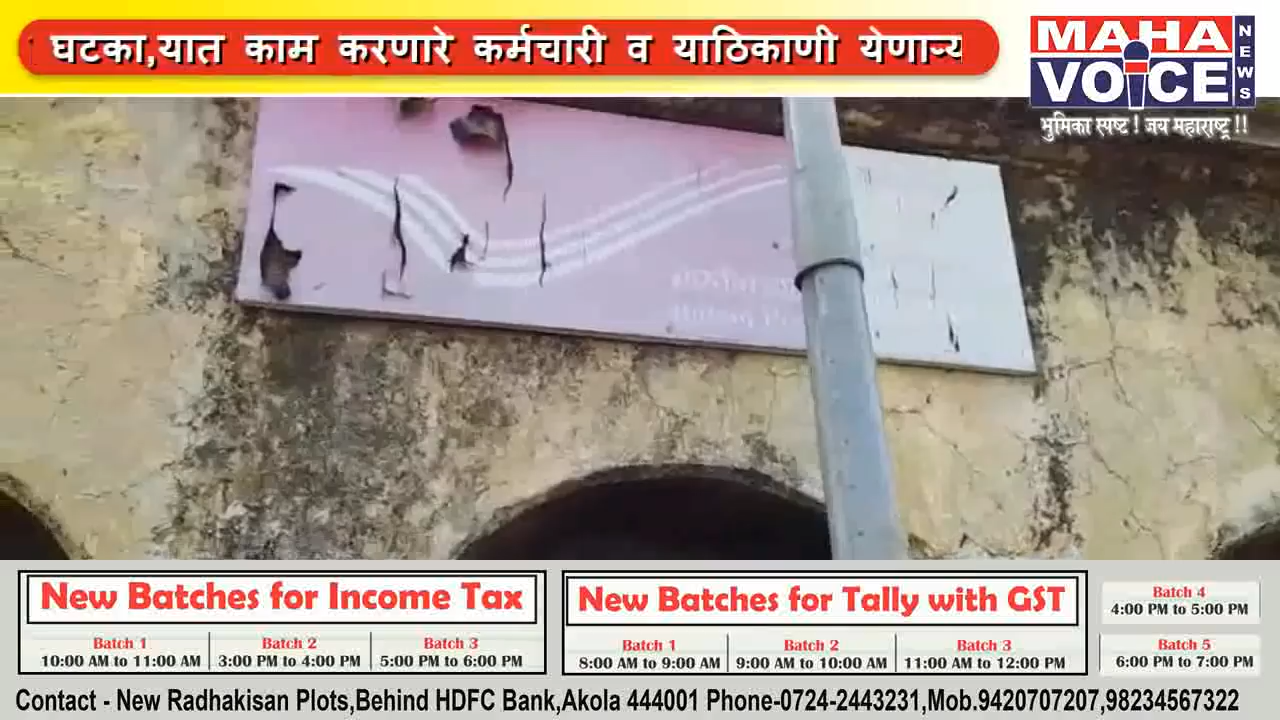 घटका,यात काम करणारे कर्मचारी व याठिकाणी येणाऱ्य
MAHA
VOICE
NEWS
भुमिका स्पष्ट ! जय महाराष्ट्र !!
New Batches for Income Tax
Batch 1 Batch 2 Batch 3
10:00 AM to 11:00 AM 3:00 PM to 4:00 PM 5:00 PM to 6:00 PM
New Batches for Tally with GST
Batch 1 Batch 2 Batch 3
8:00 AM to 9:00 AM 9:00 AM to 10:00 AM 11:00 AM to 12:00 PM
Batch 4
4:00 PM to 5:00 PM
Batch 5
6:00 PM to 7:00 PM
Contact - New Radhakisan Plots,Behind HDFC Bank,Akola 444001 Phone-0724-2443231,Mob.9420707207,98234567322